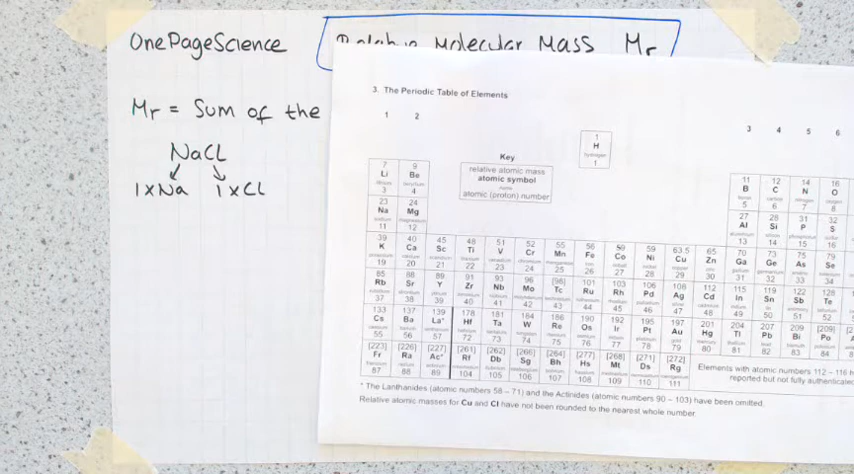 OnePageScience
Molecular Mass Mr
Mr = Sum of the
NaCl
1xNa 1xCl
3. The Periodic Table of Elements
1 2
3 4 5 6
Key
relative atomic mass
atomic symbol
name
atomic (proton) number
1
H
hydrogen
1
7 9 11 12 14 16
Li Be B C N O
3 4 5 6 7 8
23 24 27 28 31 32
Na Mg Al Si P S
11 12 13 14 15 16
39 40 45 48 51 52 55 56 59 59 63.5 65 70 73 75 79
K Ca Sc Ti V Cr Mn Fe Co Ni Cu Zn Ga Ge As Se
19 20 21 22 23 24 25 26 27 28 29 30 31 32 33 34
85 88 89 91 93 96 [98] 101 103 106 108 112 115 119 122 128
Rb Sr Y Zr Nb Mo Tc Ru Rh Pd Ag Cd In Sn Sb Te
37 38 39 40 41 42 43 44 45 46 47 48 49 50 51 52
133 137 139 178 181 184 186 190 192 195 197 201 204 207 209 [209]
Cs Ba La* Hf Ta W Re Os Ir Pt Au Hg Tl Pb Bi Po
55 56 57 72 73 74 75 76 77 78 79 80 81 82 83 84
[223] [226] [227] [261] [262] [266] [264] [277] [268] [271] [272]
Fr Ra Ac* Rf Db Sg Bh Hs Mt Ds Rg
87 88 89 104 105 106 107 108 109 110 111
Elements with atomic numbers 112 – 116
reported but not fully authenticated
* The Lanthanides (atomic numbers 58 – 71) and the Actinides (atomic numbers 90 – 103) have been omitted.
Relative atomic masses for Cu and Cl have not been rounded to the nearest whole number